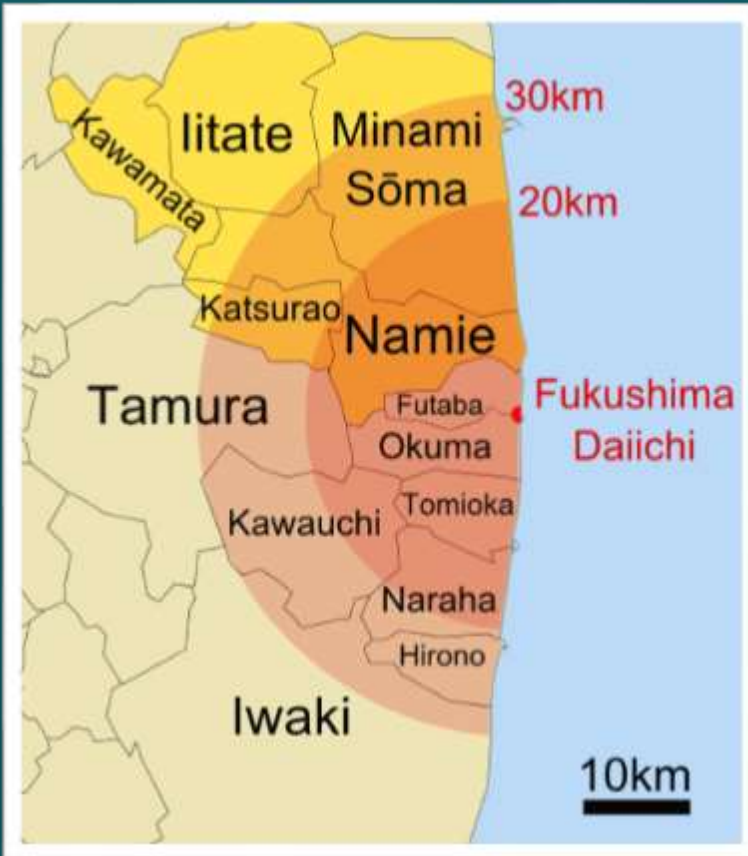 30km
Iitate
Minami
Sōma
Kawamata
20km
Katsurao
Namie
Tamura
Futaba
Fukushima
Daiichi
Okuma
Tomioka
Kawauchi
Naraha
Hirono
Iwaki
10km